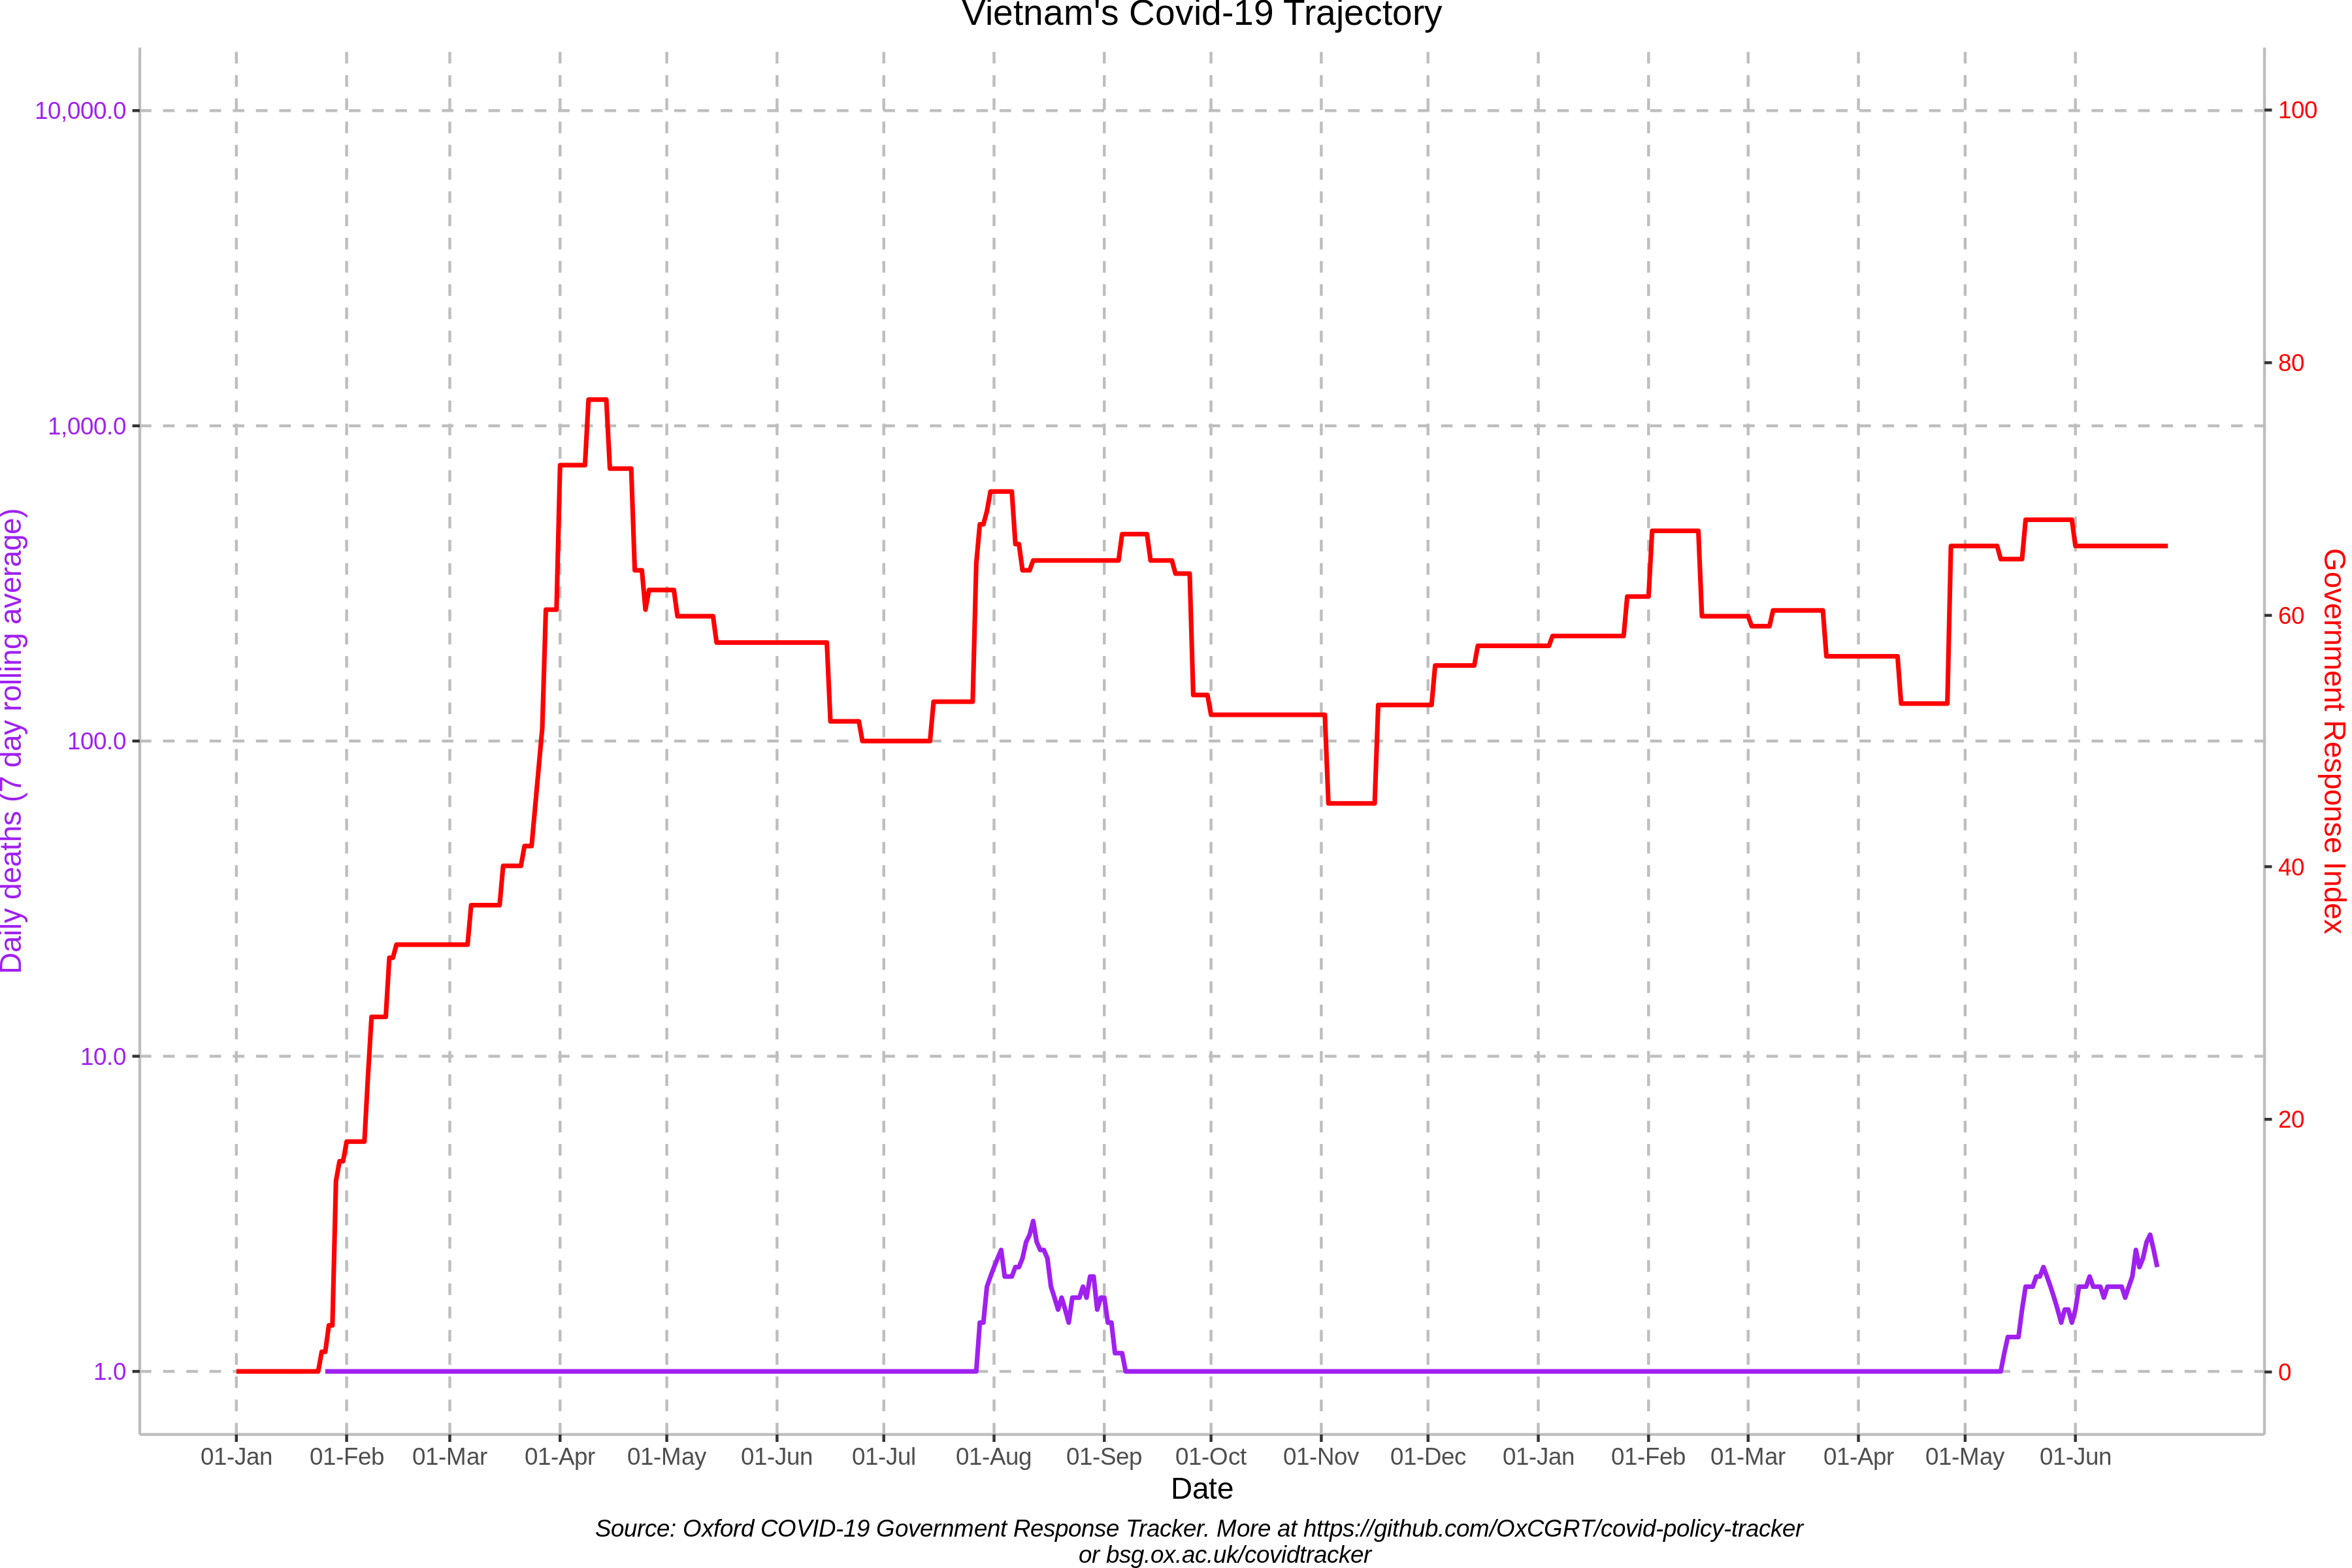 Vietnam's Covid-19 Trajectory
10,000.0
1,000.0
100.0
10.0
1.0
Daily deaths (7 day rolling average)
100
80
60
40
20
0
Government Response Index
01-Jan 01-Feb 01-Mar 01-Apr 01-May 01-Jun 01-Jul 01-Aug 01-Sep 01-Oct 01-Nov 01-Dec 01-Jan 01-Feb 01-Mar 01-Apr 01-May 01-Jun
Date
Source: Oxford COVID-19 Government Response Tracker. More at https://github.com/OxCGRT/covid-policy-tracker
or bsg.ox.ac.uk/covidtracker